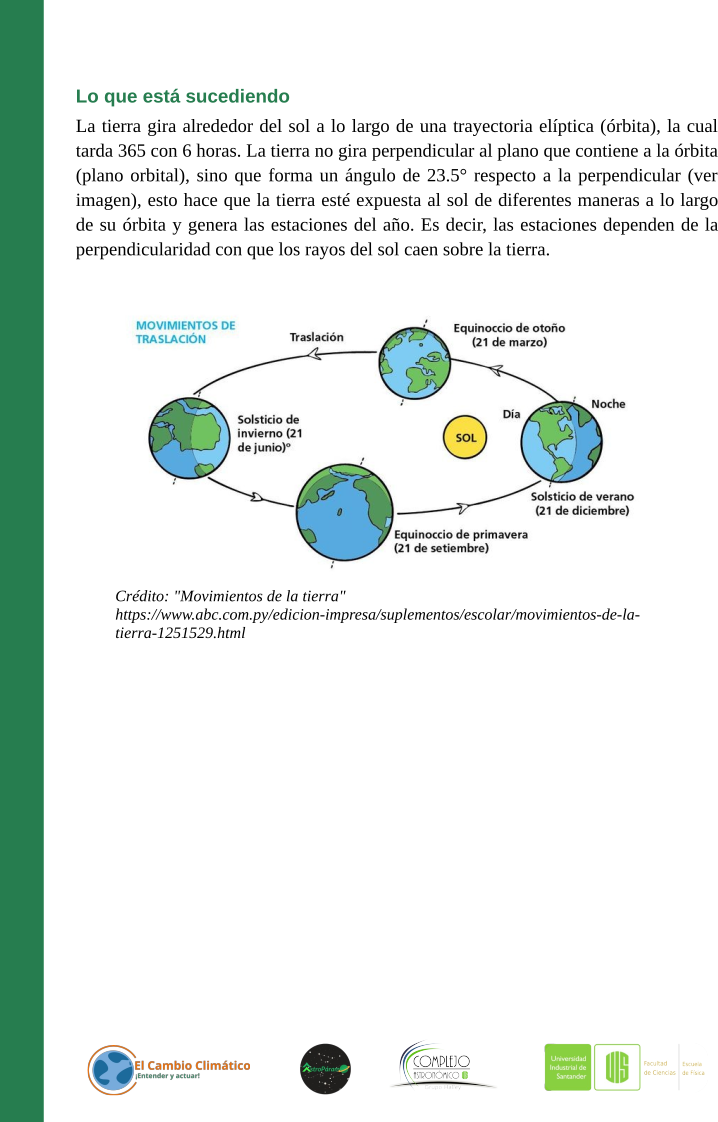 Lo que está sucediendo
La tierra gira alrededor del sol a lo largo de una trayectoria elíptica (órbita), la cual
tarda 365 con 6 horas. La tierra no gira perpendicular al plano que contiene a la órbita
(plano orbital), sino que forma un ángulo de 23.5° respecto a la perpendicular (ver
imagen), esto hace que la tierra esté expuesta al sol de diferentes maneras a lo largo
de su órbita y genera las estaciones del año. Es decir, las estaciones dependen de la
perpendicularidad con que los rayos del sol caen sobre la tierra.
MOVIMIENTOS DE
TRASLACIÓN
Traslación
Equinoccio de otoño
(21 de marzo)
Noche
Día
Solsticio de
invierno (21
de junio)º
SOL
Solsticio de verano
(21 de diciembre)
Equinoccio de primavera
(21 de setiembre)
Crédito: "Movimientos de la tierra"
https://www.abc.com.py/edicion-impresa/suplementos/escolar/movimientos-de-la-
tierra-1251529.html
El Cambio Climático
¡Entender y actuar!
COMPLEJO
ASTRONÓMICO
Universidad
Industrial de
Santander
UIS
Facultad
de Ciencias
Escuela
de Física